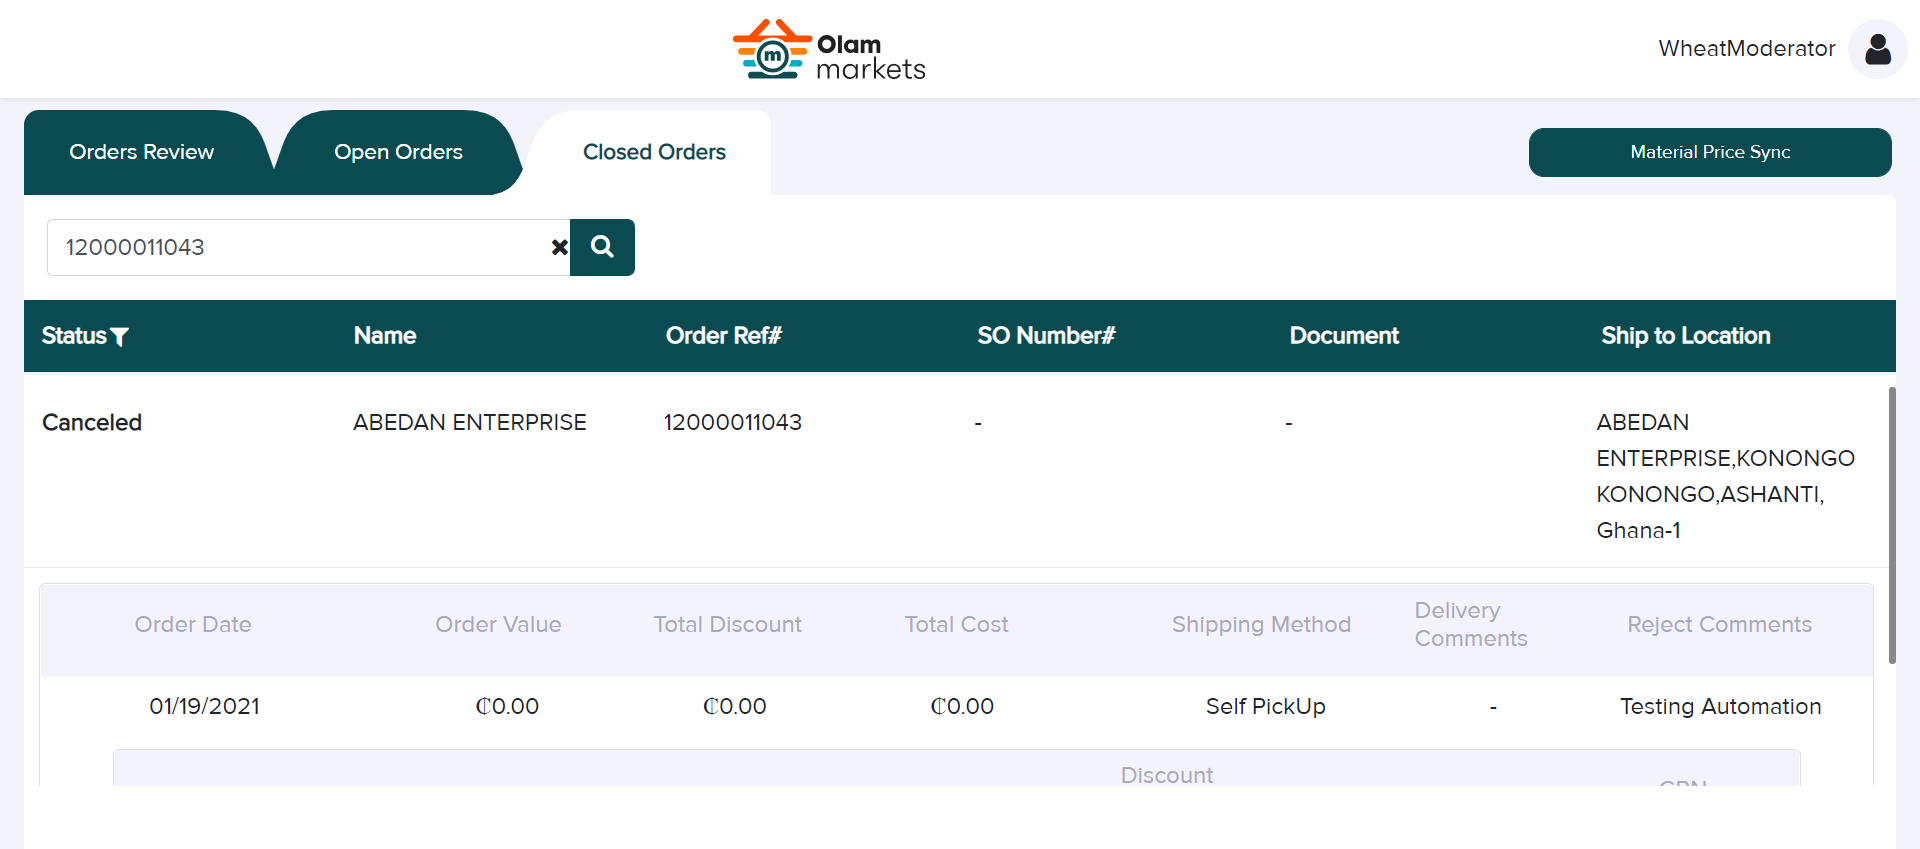 Olam
markets
WheatModerator
Orders Review
Open Orders
Closed Orders
Material Price Sync
12000011043
Status
Name
Order Ref#
SO Number#
Document
Ship to Location
Canceled
ABEDAN ENTERPRISE
12000011043
-
-
ABEDAN
ENTERPRISE,KONONGO
KONONGO,ASHANTI,
Ghana-1
Order Date
Order Value
Total Discount
Total Cost
Shipping Method
Delivery
Comments
Reject Comments
01/19/2021
₵0.00
₵0.00
₵0.00
Self PickUp
-
Testing Automation
Discount